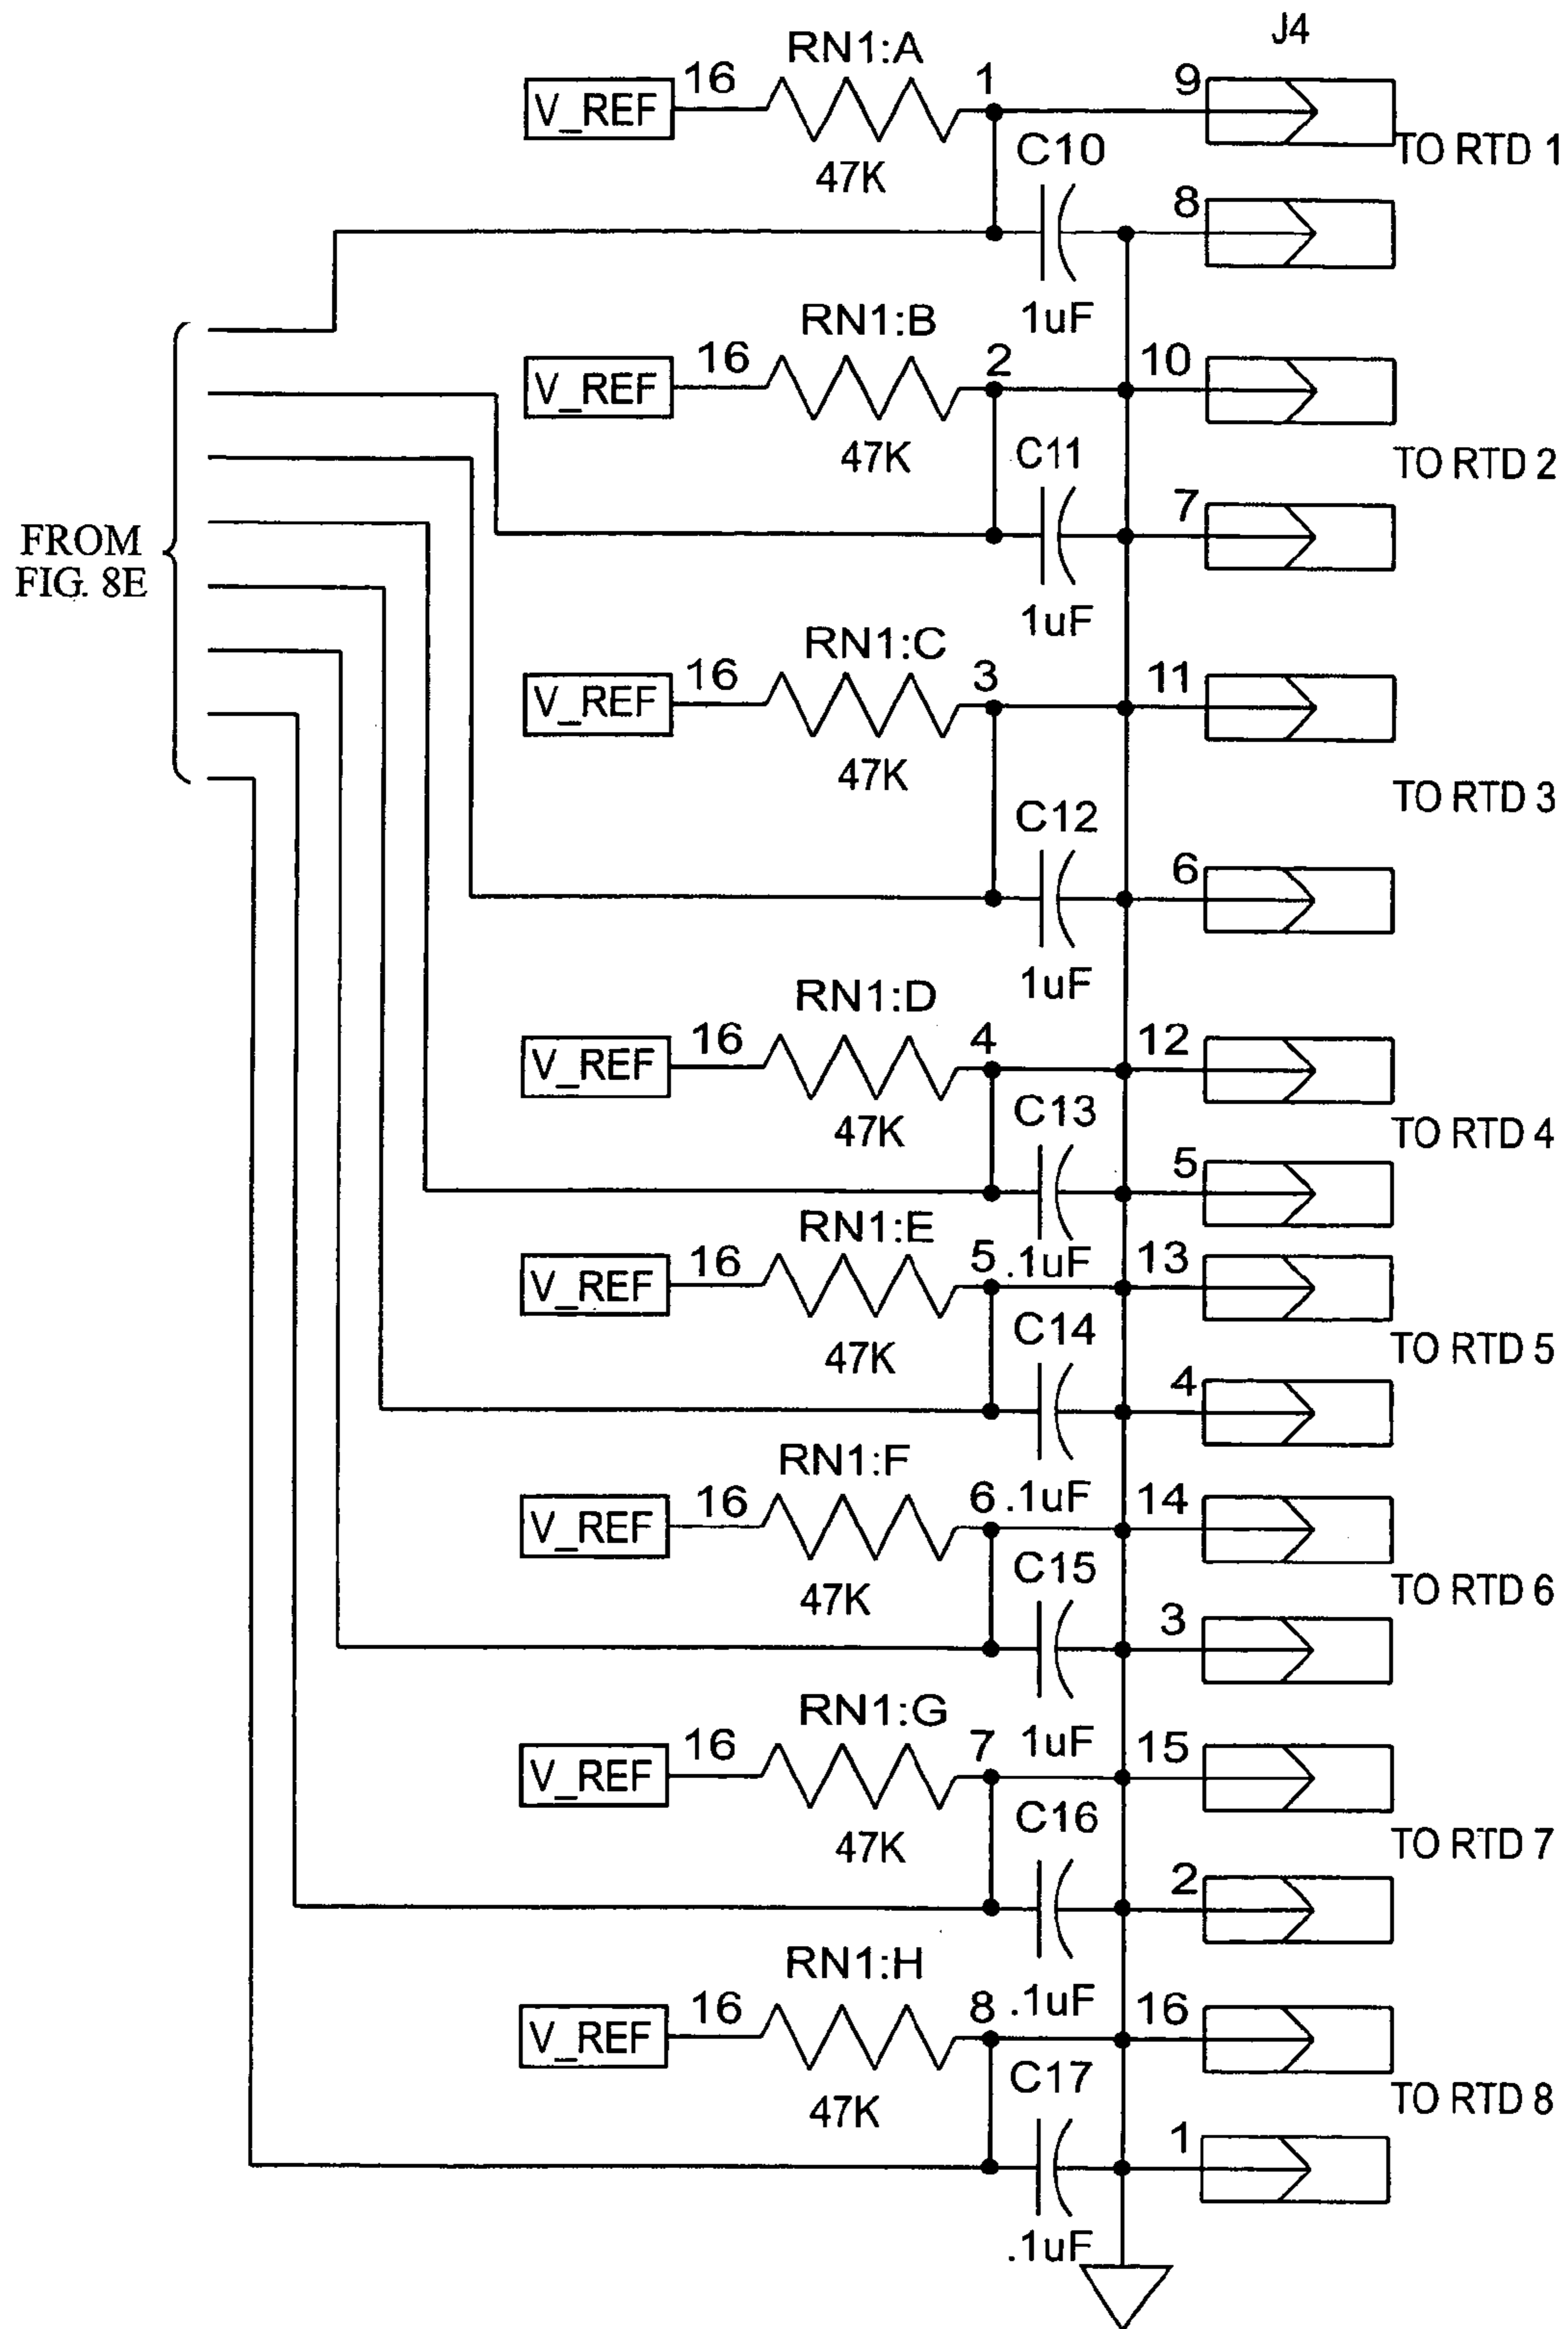 J4
RN1:A
V_REF 16 1 9
47K
C10
TO RTD 1
8
1uF
RN1:B
V_REF 16 2 10
47K
C11
TO RTD 2
7
1uF
FROM
FIG. 8E
RN1:C
V_REF 16 3 11
47K
TO RTD 3
C12
6
1uF
RN1:D
V_REF 16 4 12
47K
C13
TO RTD 4
5
.1uF
RN1:E
V_REF 16 5 13
47K
C14
TO RTD 5
4
.1uF
RN1:F
V_REF 16 6 14
47K
C15
TO RTD 6
3
1uF
RN1:G
V_REF 16 7 15
47K
C16
TO RTD 7
2
.1uF
RN1:H
V_REF 16 8 16
47K
C17
TO RTD 8
1
.1uF